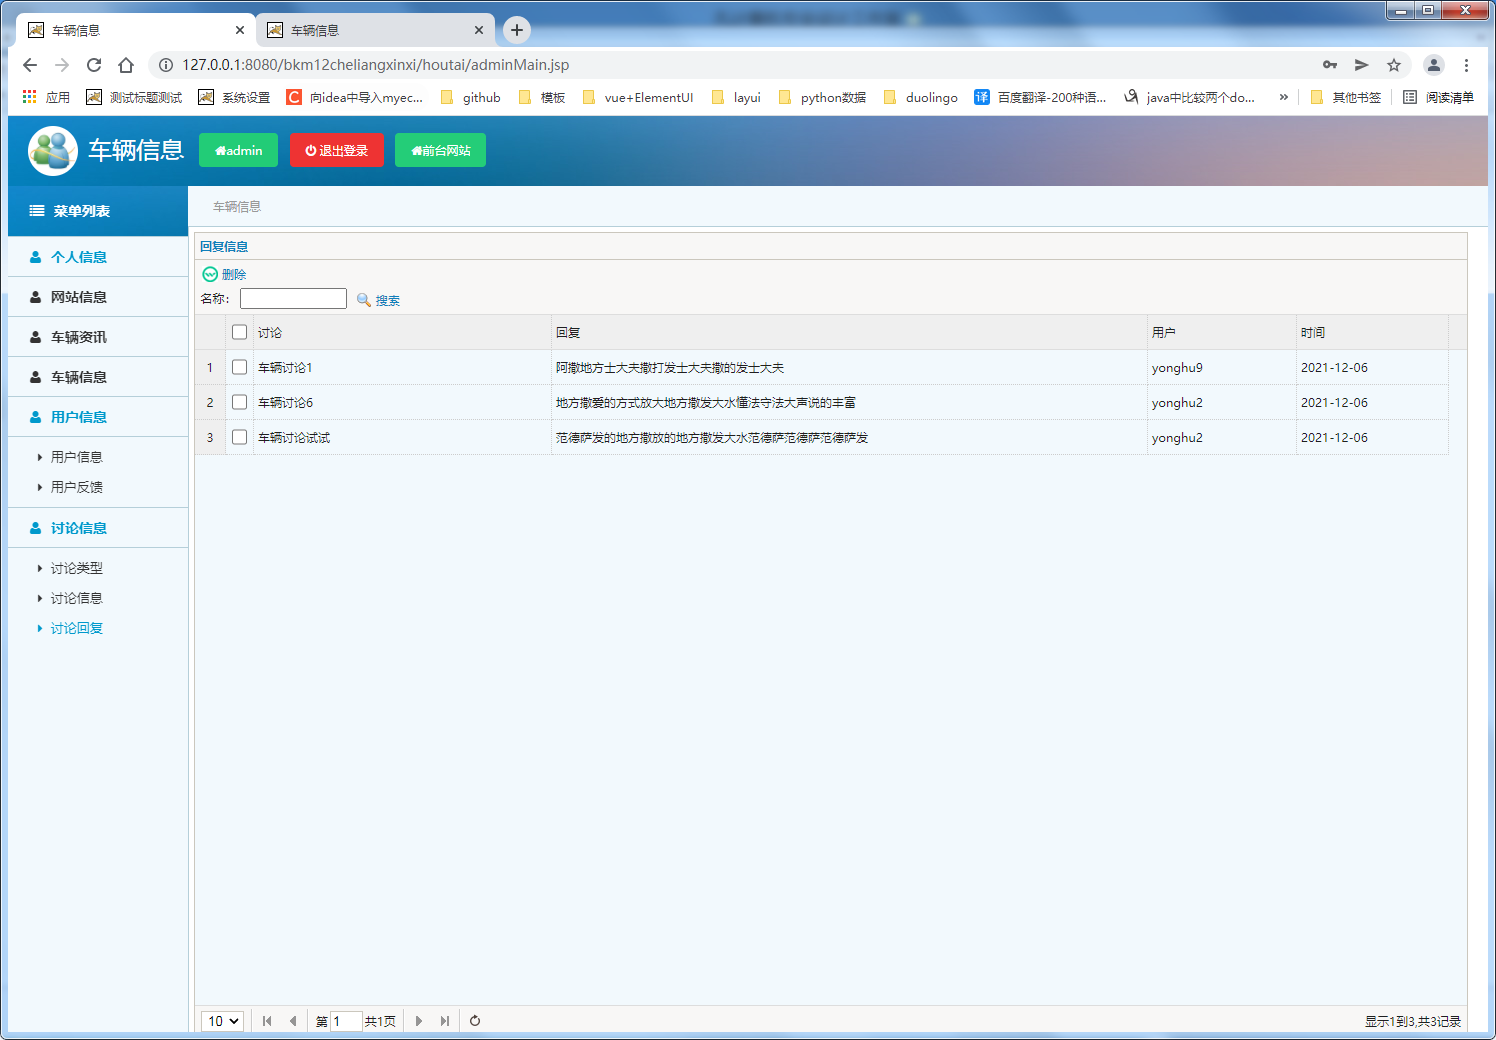 车辆信息
车辆信息
127.0.0.1:8080/bkm12cheliangxinxi/houtai/adminMain.jsp
应用 测试标题测试 系统设置 向idea中导入myec... github 模板 vue+ElementUI layui python数据 duolingo 百度翻译-200种语... java中比较两个do... » 其他书签 阅读清单
车辆信息 admin 退出登录 前台网站
菜单列表
个人信息
网站信息
车辆资讯
车辆信息
用户信息
用户信息
用户反馈
讨论信息
讨论类型
讨论信息
讨论回复
车辆信息
回复信息
删除
名称: 搜索
讨论 回复 用户 时间
1 车辆讨论1 阿撒地方士大夫撒打发士大夫撒的发士大夫 yonghu9 2021-12-06
2 车辆讨论6 地方撒爱的方式放大地方撒发大水懂法守法大声说的丰富 yonghu2 2021-12-06
3 车辆讨论试试 范德萨发的地方撒放的地方撒发大水范德萨范德萨范德萨发 yonghu2 2021-12-06
10 第 1 共1页 显示1到3,共3记录